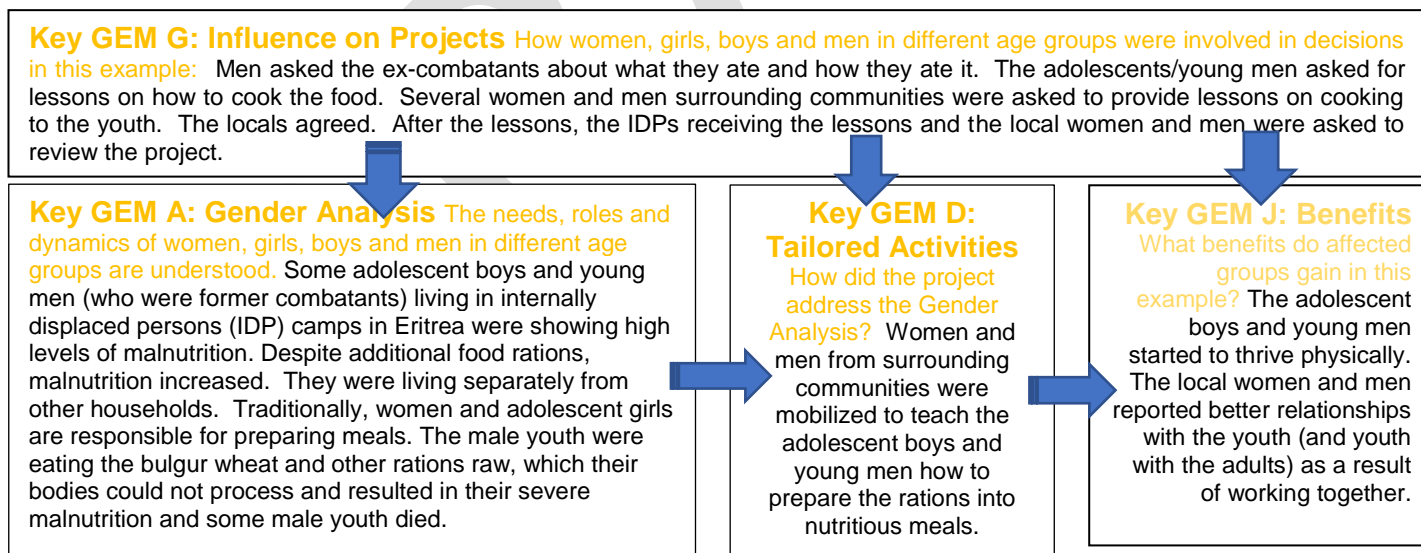 Key GEM G: Influence on Projects How women, girls, boys and men in different age groups were involved in decisions
in this example: Men asked the ex-combatants about what they ate and how they ate it. The adolescents/young men asked for
lessons on how to cook the food. Several women and men surrounding communities were asked to provide lessons on cooking
to the youth. The locals agreed. After the lessons, the IDPs receiving the lessons and the local women and men were asked to
review the project.
Key GEM A: Gender Analysis The needs, roles and
dynamics of women, girls, boys and men in different age
groups are understood. Some adolescent boys and young
men (who were former combatants) living in internally
displaced persons (IDP) camps in Eritrea were showing high
levels of malnutrition. Despite additional food rations,
malnutrition increased. They were living separately from
other households. Traditionally, women and adolescent girls
are responsible for preparing meals. The male youth were
eating the bulgur wheat and other rations raw, which their
bodies could not process and resulted in their severe
malnutrition and some male youth died.
Key GEM D:
Tailored Activities
How did the project
address the Gender
Analysis? Women and
men from surrounding
communities were
mobilized to teach the
adolescent boys and
young men how to
prepare the rations into
nutritious meals.
Key GEM J: Benefits
What benefits do affected
groups gain in this
example? The adolescent
boys and young men
started to thrive physically.
The local women and men
reported better relationships
with the youth (and youth
with the adults) as a result
of working together.